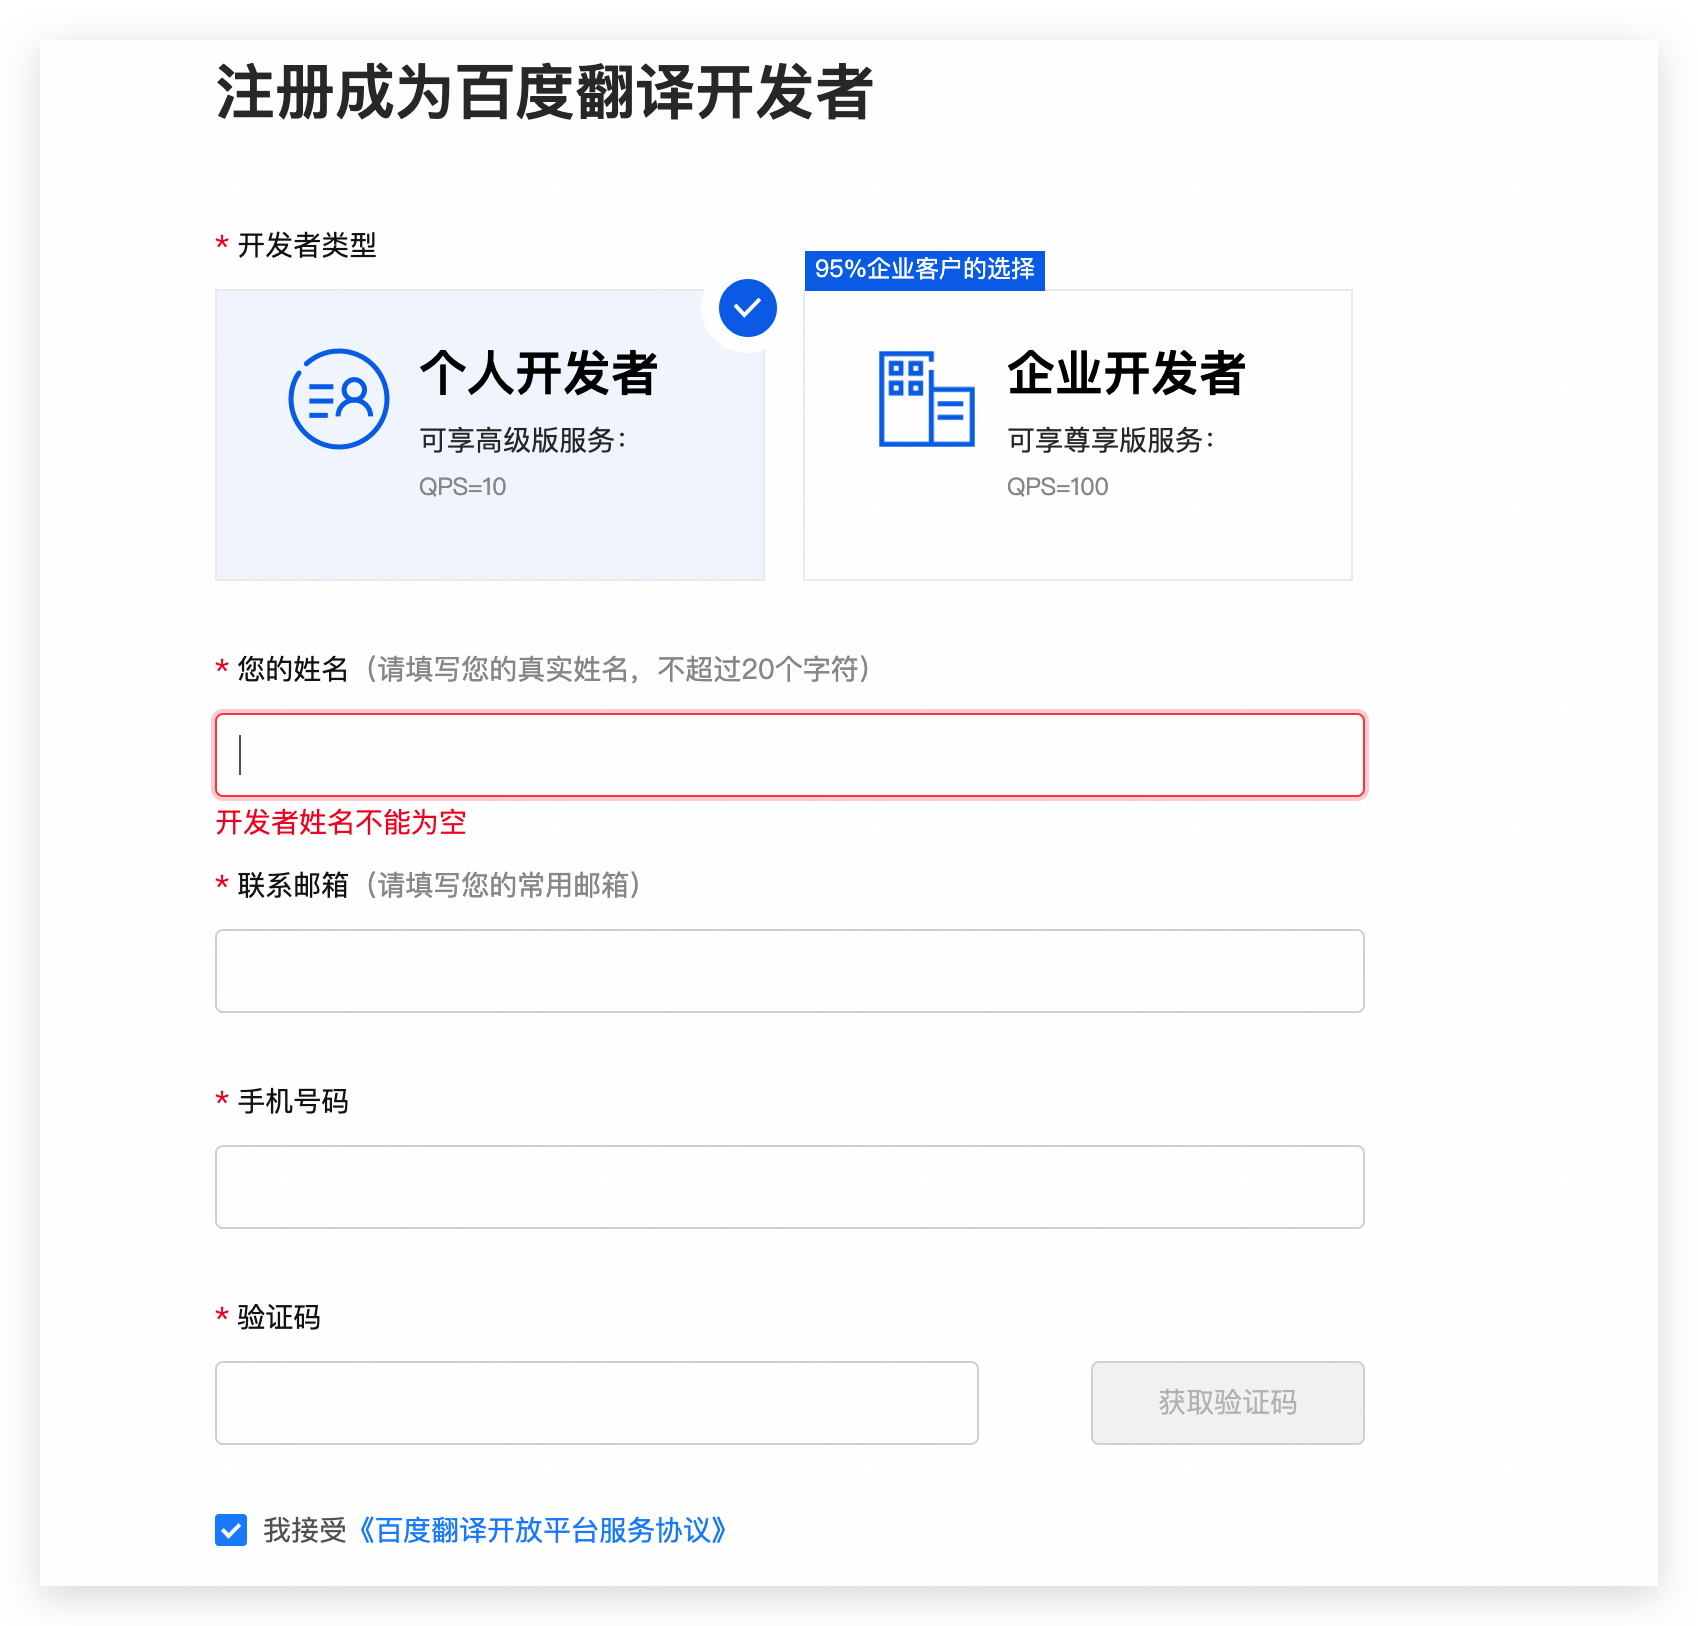 注册成为百度翻译开发者
* 开发者类型
95%企业客户的选择
个人开发者
可享高级版服务：
QPS=10
企业开发者
可享尊享版服务：
QPS=100
* 您的姓名（请填写您的真实姓名，不超过20个字符）
开发者姓名不能为空
* 联系邮箱（请填写您的常用邮箱）
* 手机号码
* 验证码
获取验证码
我接受《百度翻译开放平台服务协议》